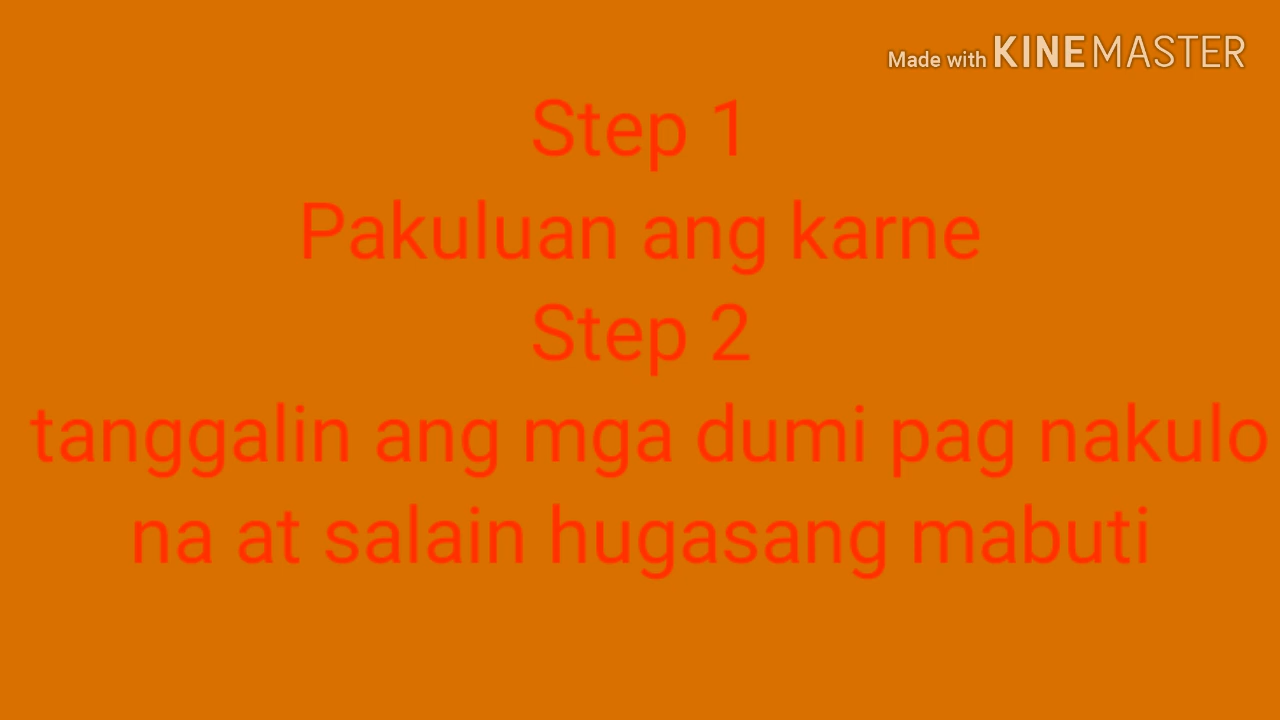 Made with KINEMASTER
Step 1
Pakuluan ang karne
Step 2
tanggalin ang mga dumi pag nakulo
na at salain hugasang mabuti